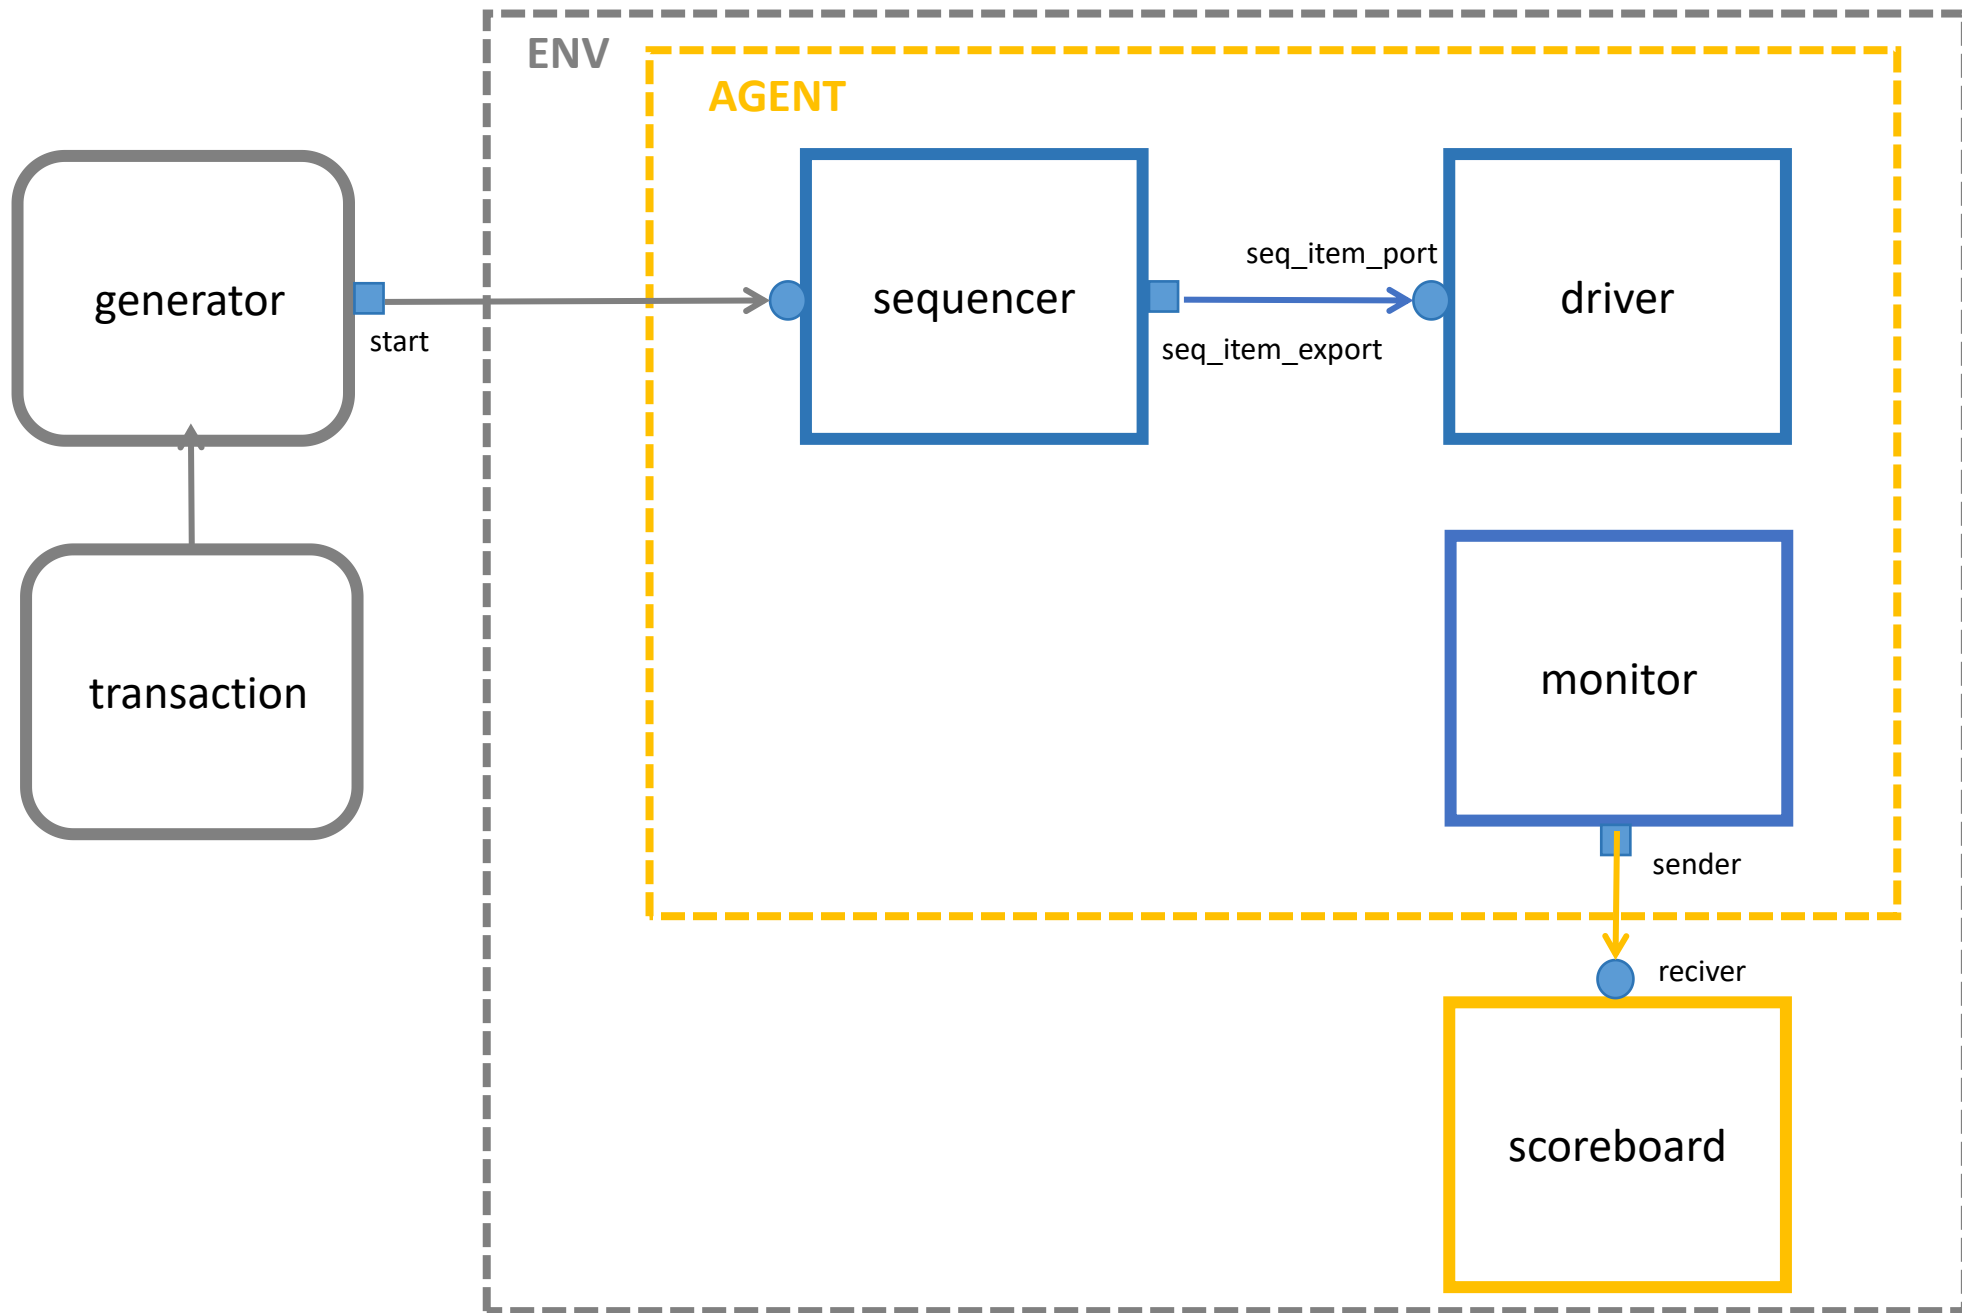 ENV
AGENT
generator
start
sequencer
seq_item_port
seq_item_export
driver
transaction
monitor
sender
reciver
scoreboard